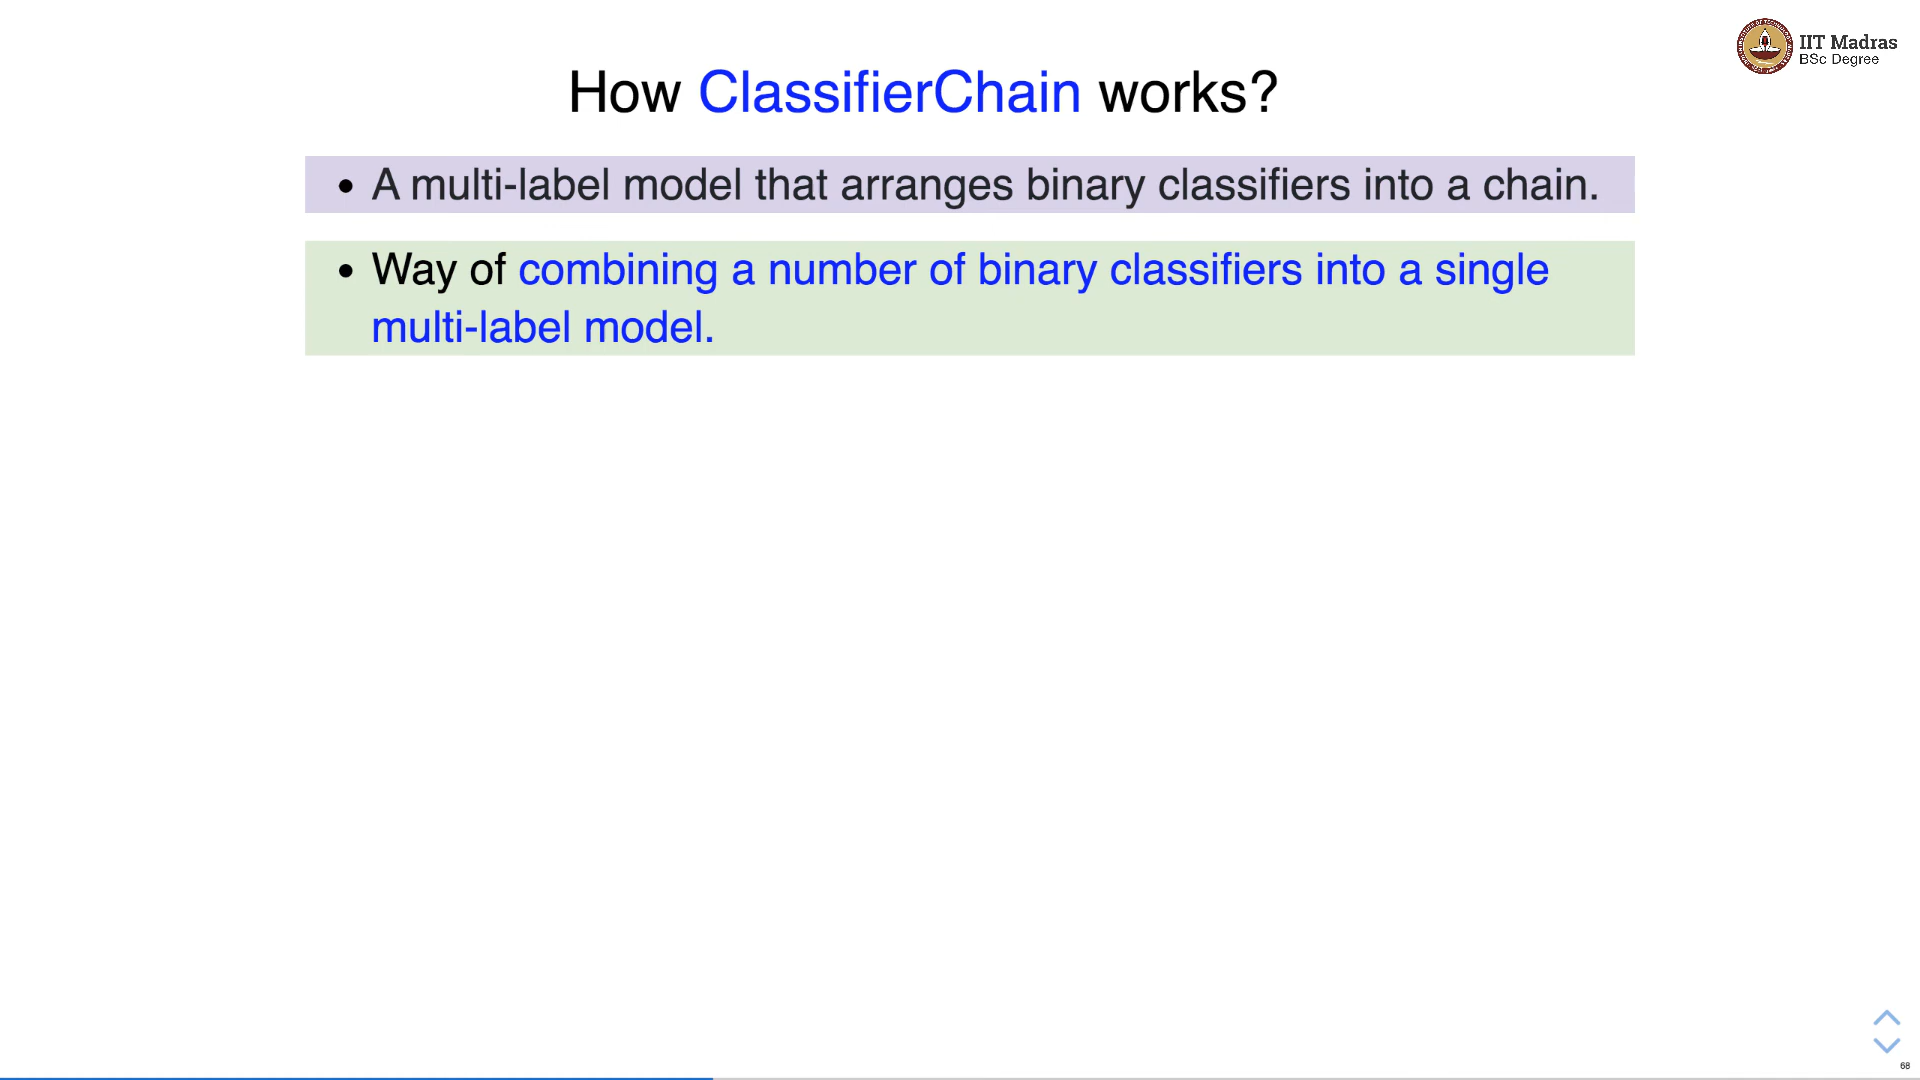 IIT Madras
BSc Degree
How ClassifierChain works?
• A multi-label model that arranges binary classifiers into a chain.
• Way of combining a number of binary classifiers into a single
multi-label model.
68